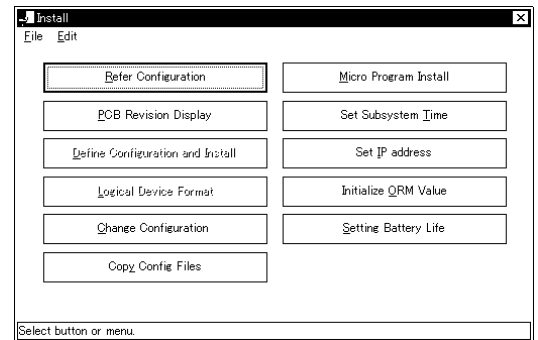 Install
File Edit
Refer Configuration
PCB Revision Display
Define Configuration and Install
Logical Device Format
Change Configuration
Copy Config Files
Micro Program Install
Set Subsystem Time
Set IP address
Initialize ORM Value
Setting Battery Life
Select button or menu.